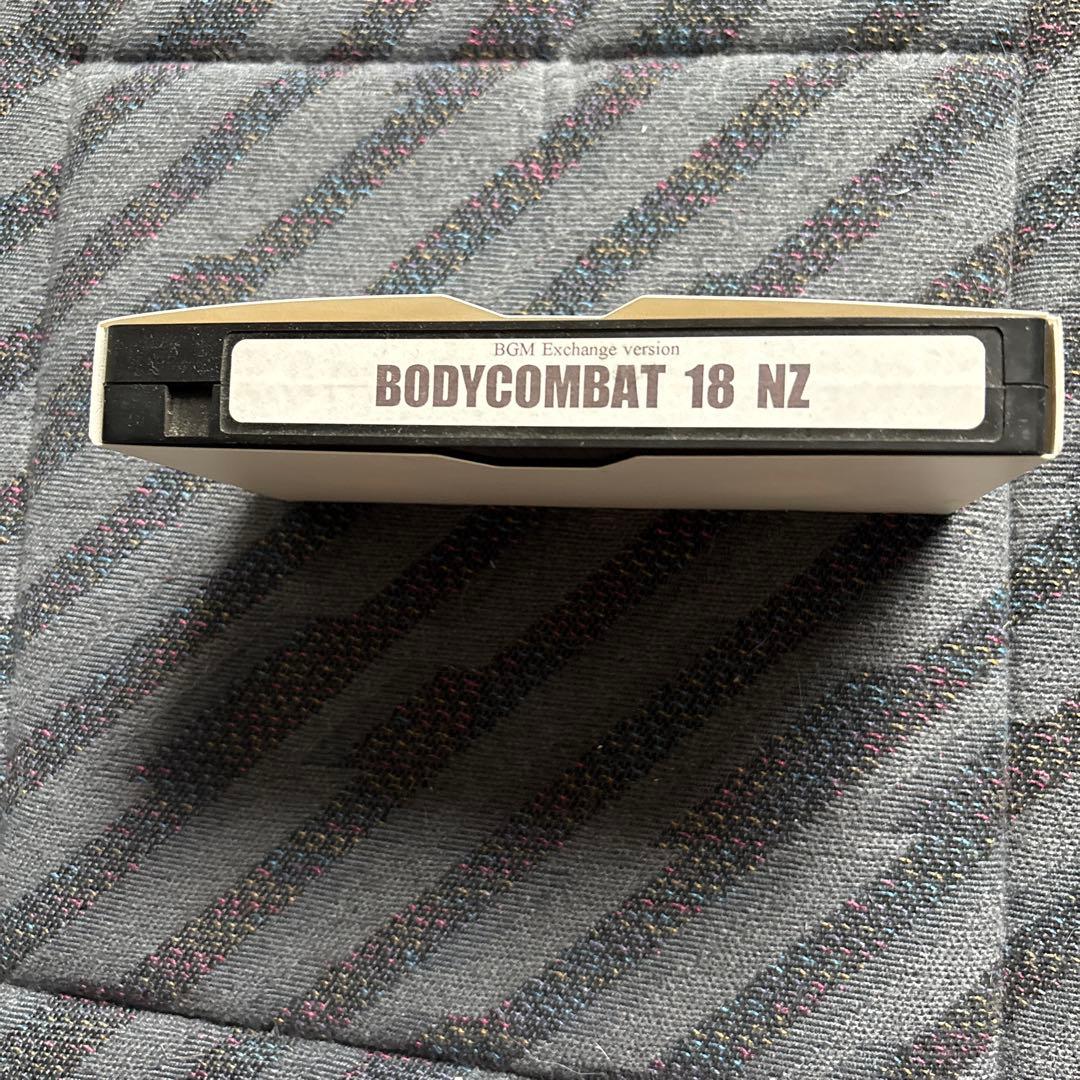 BGM Exchange version
BODYCOMBAT 18 NZ